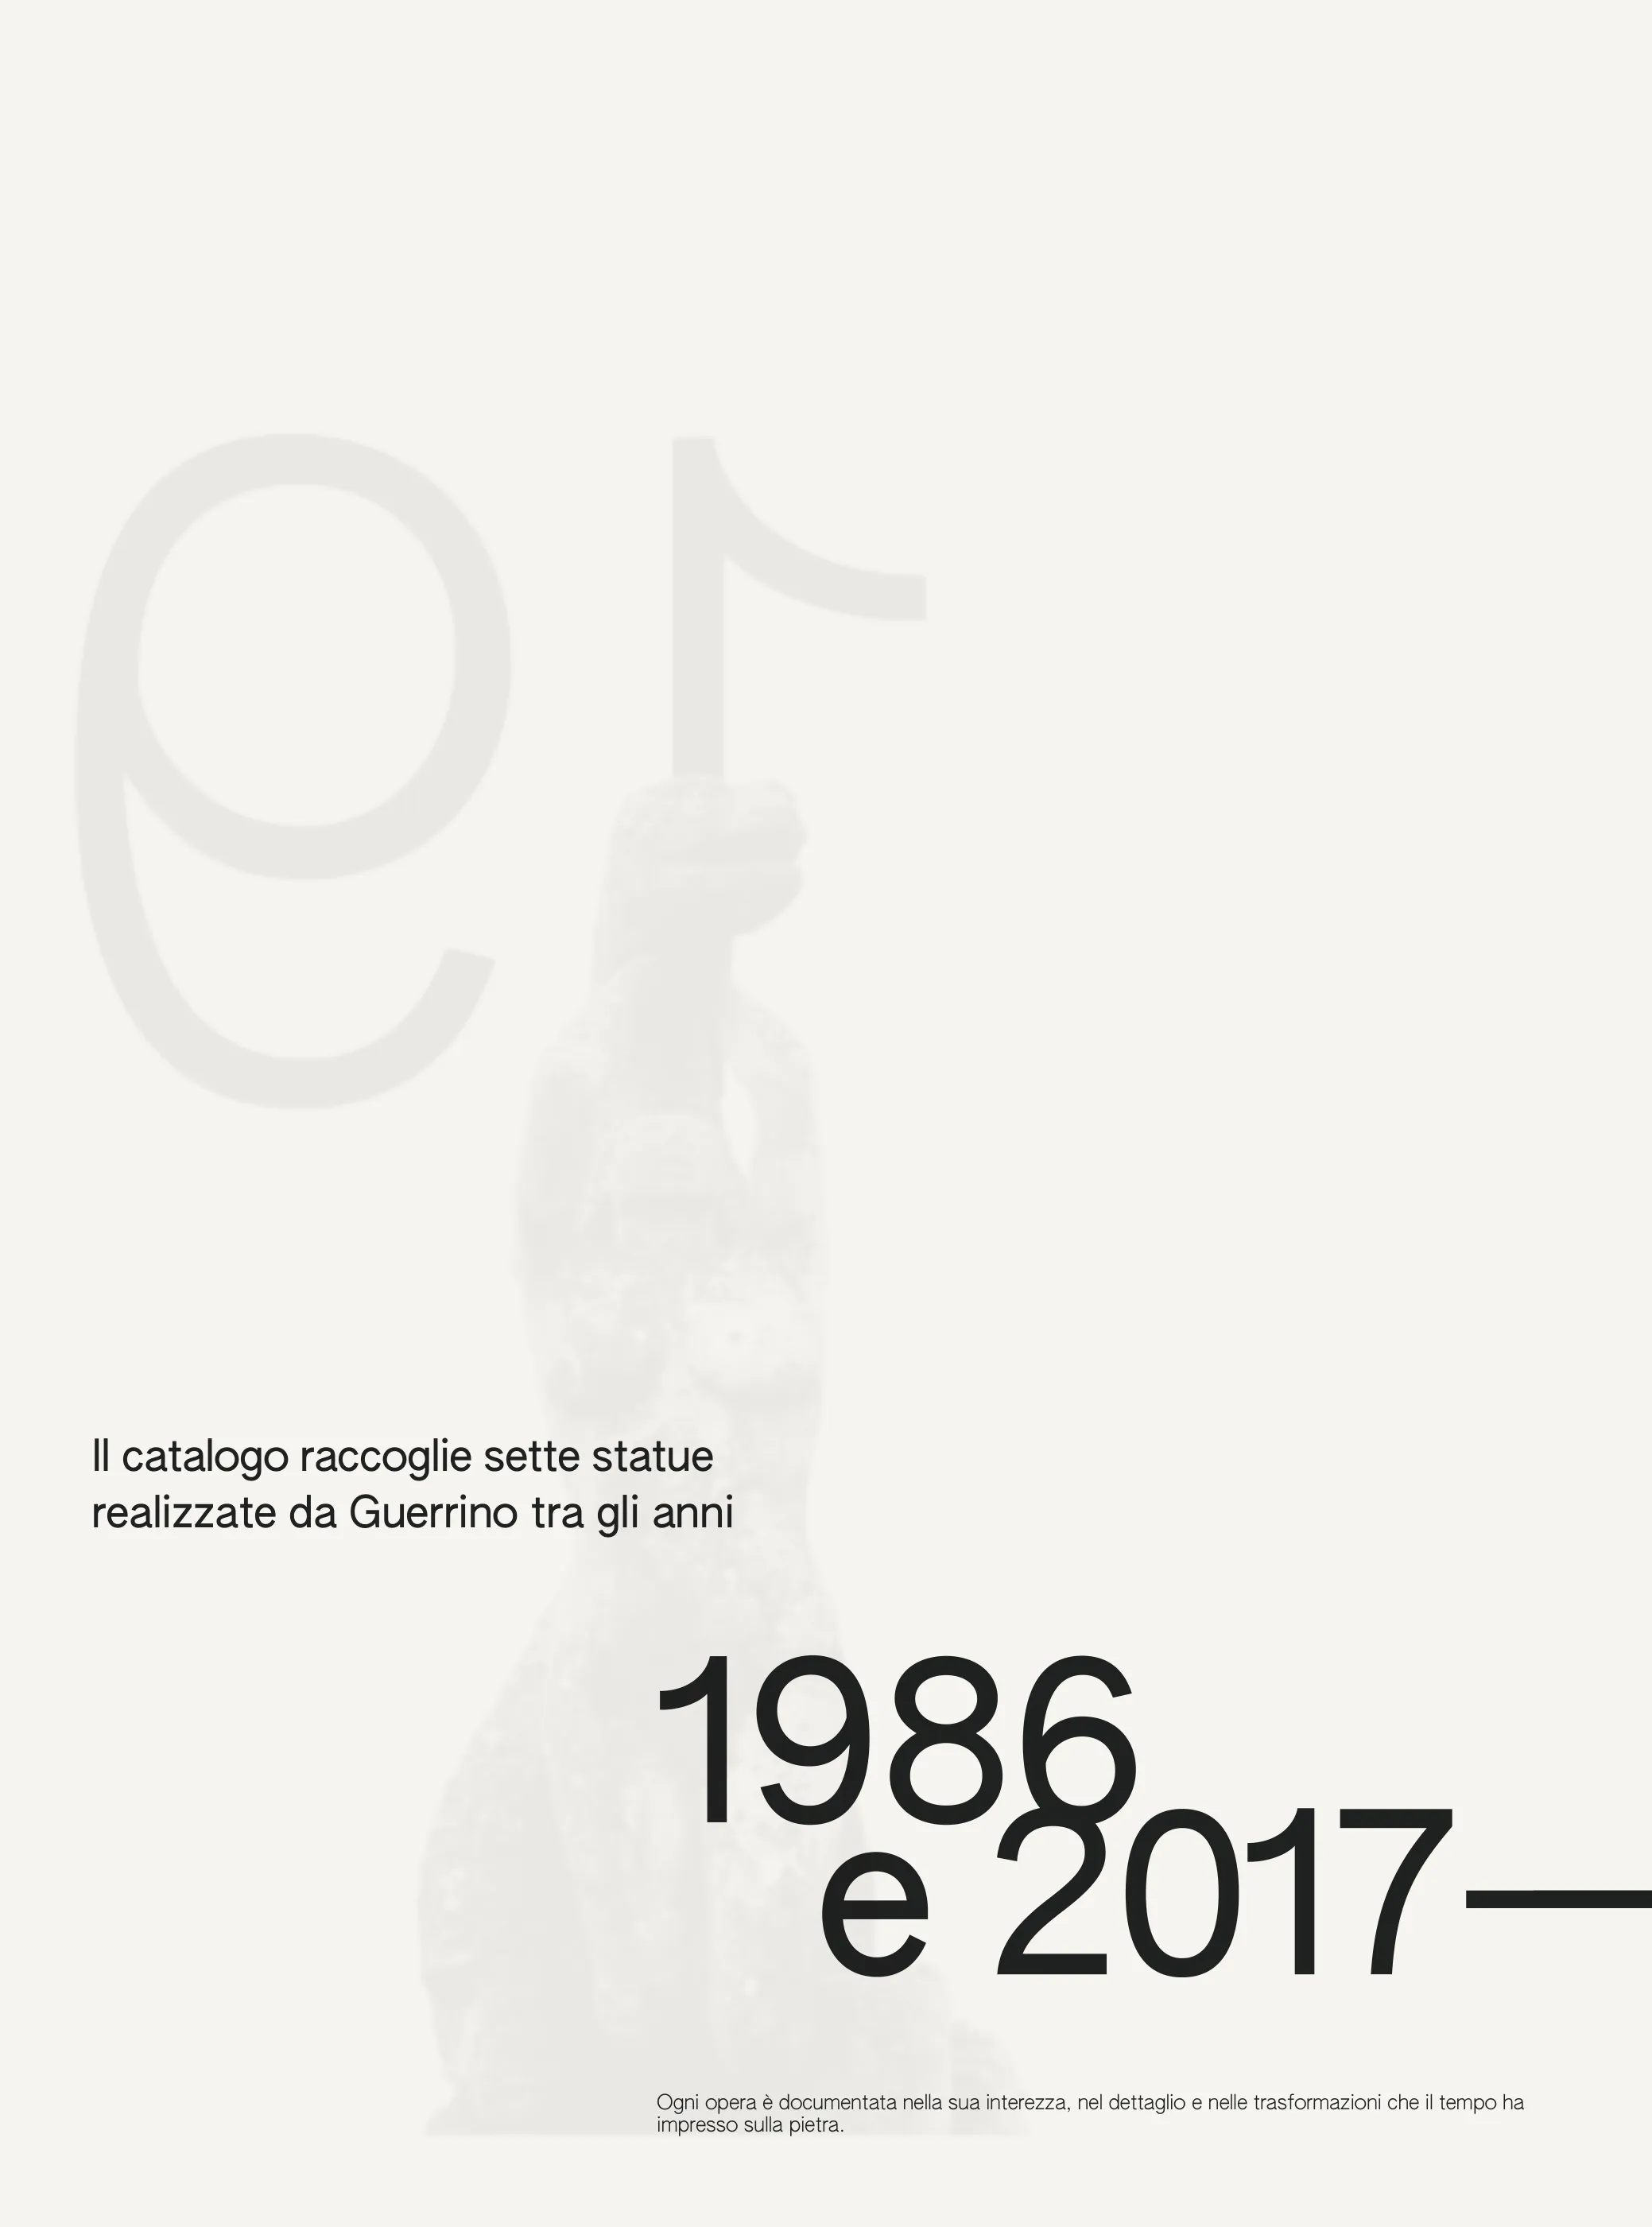 19
Il catalogo raccoglie sette statue
realizzate da Guerrino tra gli anni
1986
e 2017—
Ogni opera è documentata nella sua interezza, nel dettaglio e nelle trasformazioni che il tempo ha
impresso sulla pietra.